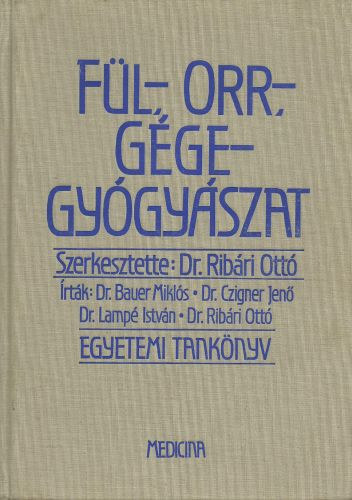 FÜL-, ORR-,
GÉGE-
GYÓGYÁSZAT
Szerkesztette: Dr. Ribári Ottó
Írták: Dr. Bauer Miklós • Dr. Czigner Jenő
Dr. Lampé István • Dr. Ribári Ottó
EGYETEMI TANKÖNYV
MEDICINA